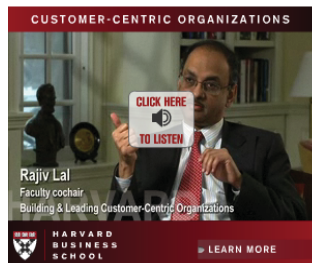 CUSTOMER-CENTRIC ORGANIZATIONS
CLICK HERE
TO LISTEN
Rajiv Lal
Faculty cochair
Building & Leading Customer-Centric Organizations
HARVARD
BUSINESS
SCHOOL
LEARN MORE